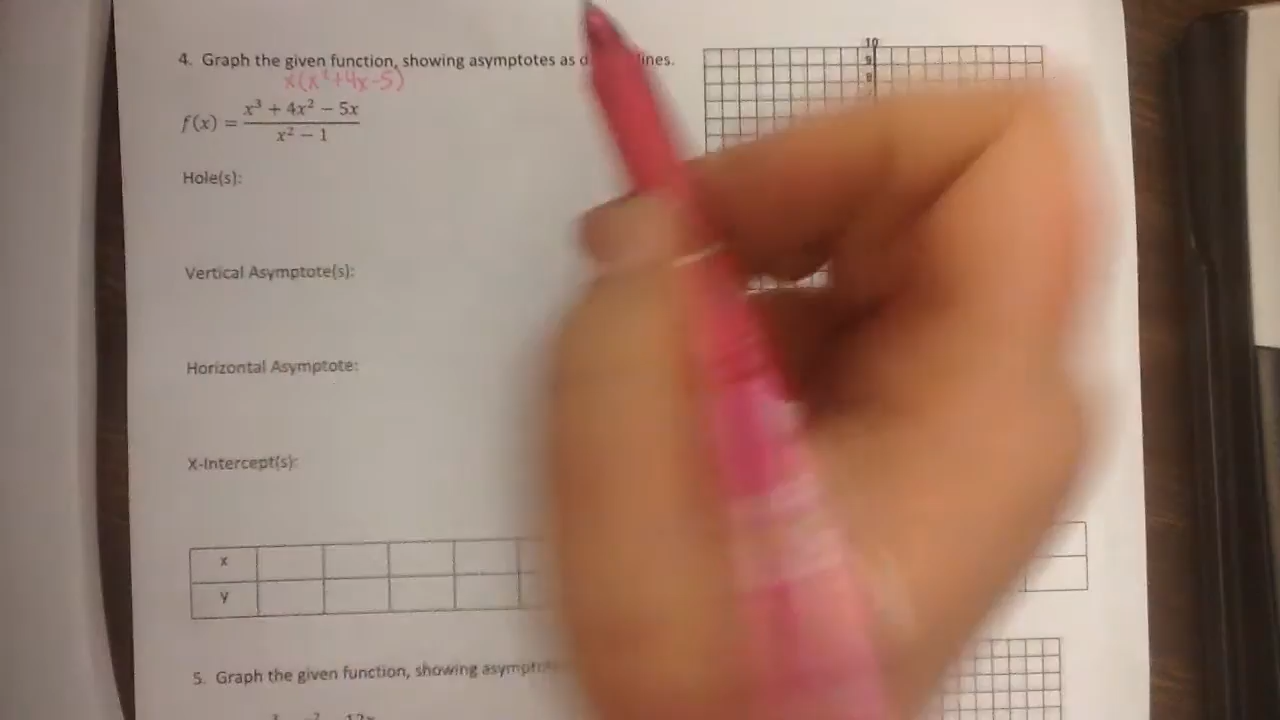 4. Graph the given function, showing asymptotes as lines.
x(x²+4x-5)
f(x) = x³ + 4x² − 5x
x² − 1
Hole(s):
Vertical Asymptote(s):
Horizontal Asymptote:
X-Intercept(s):
x
y
5. Graph the given function, showing
10
9
8